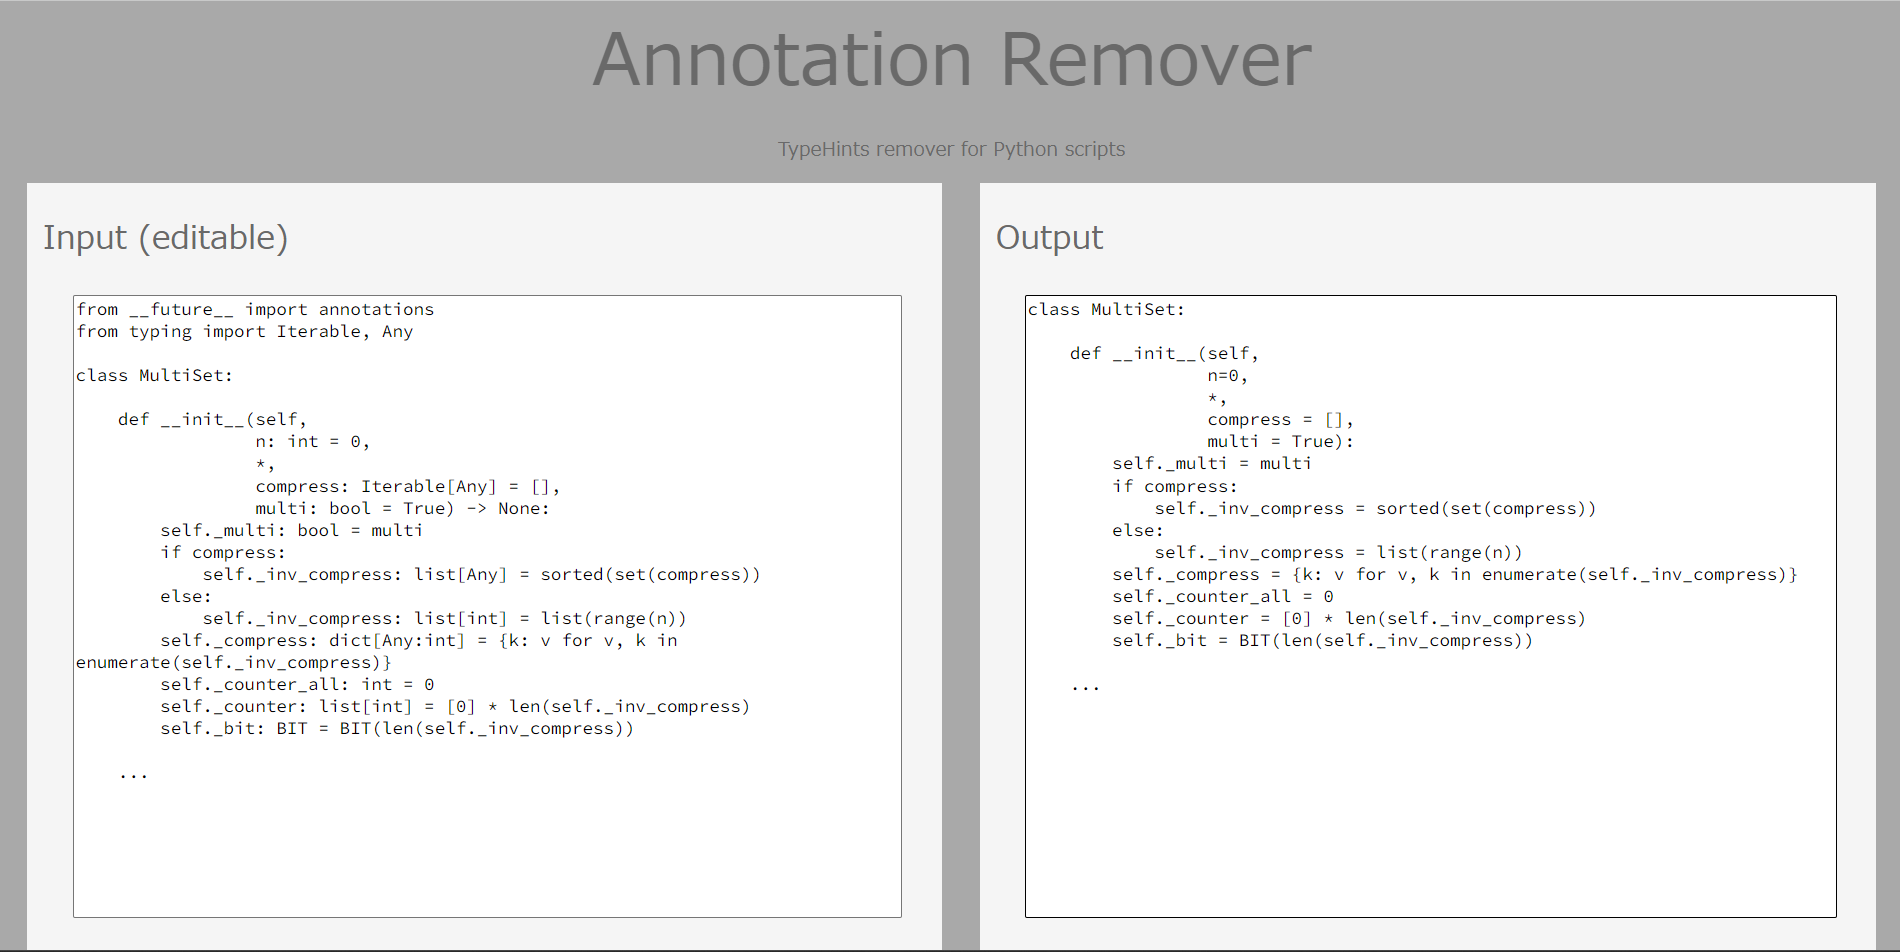 Annotation Remover
TypeHints remover for Python scripts
Input (editable)
from __future__ import annotations
from typing import Iterable, Any

class MultiSet:

    def __init__(self,
                 n: int = 0,
                 *,
                 compress: Iterable[Any] = [],
                 multi: bool = True) -> None:
        self._multi: bool = multi
        if compress:
            self._inv_compress: list[Any] = sorted(set(compress))
        else:
            self._inv_compress: list[int] = list(range(n))
        self._compress: dict[Any:int] = {k: v for v, k in
enumerate(self._inv_compress)}
        self._counter_all: int = 0
        self._counter: list[int] = [0] * len(self._inv_compress)
        self._bit: BIT = BIT(len(self._inv_compress))

    ...
Output
class MultiSet:

    def __init__(self,
                 n=0,
                 *,
                 compress = [],
                 multi = True):
        self._multi = multi
        if compress:
            self._inv_compress = sorted(set(compress))
        else:
            self._inv_compress = list(range(n))
        self._compress = {k: v for v, k in enumerate(self._inv_compress)}
        self._counter_all = 0
        self._counter = [0] * len(self._inv_compress)
        self._bit = BIT(len(self._inv_compress))

    ...